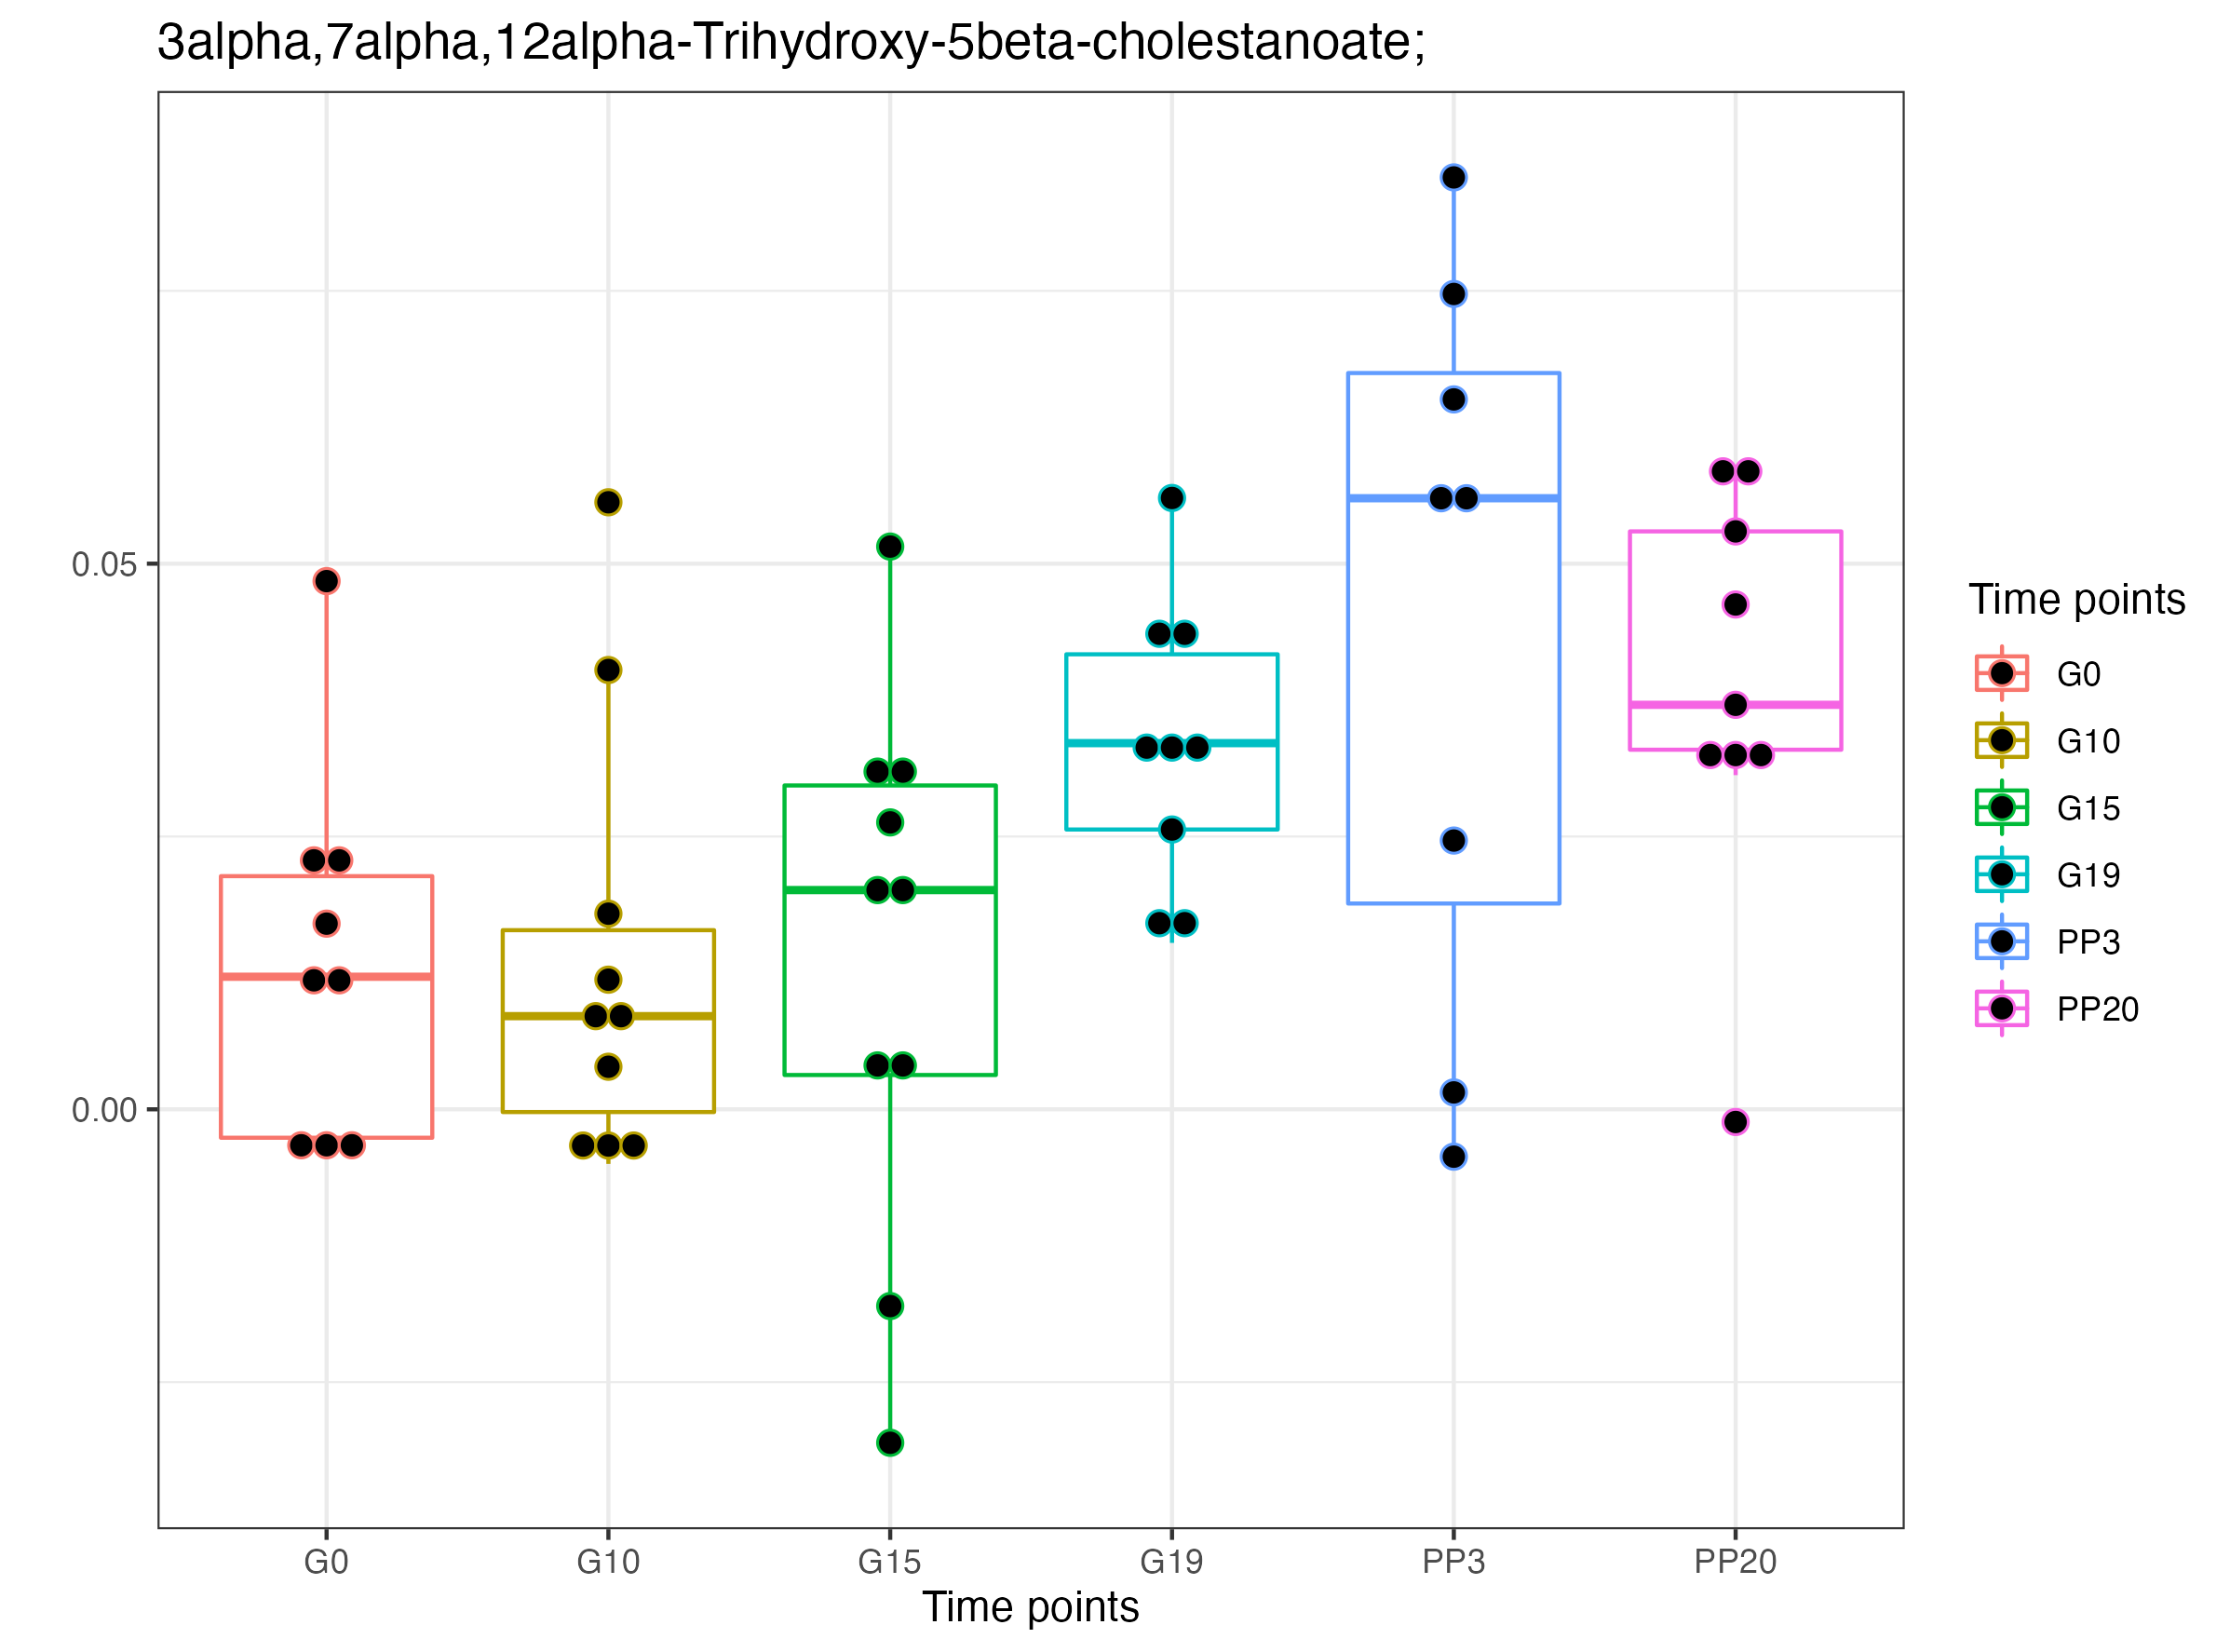 3alpha,7alpha,12alpha-Trihydroxy-5beta-cholestanoate;
0.05
0.00
G0
G10
G15
G19
PP3
PP20
Time points
Time points
G0
G10
G15
G19
PP3
PP20